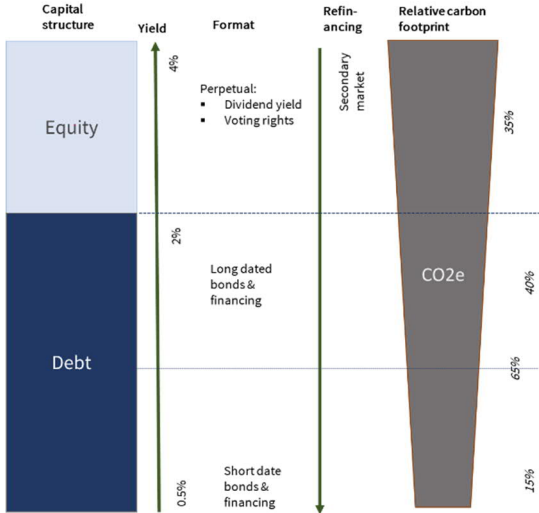 Capital
structure
Yield
Format
Refin-
ancing
Relative carbon
footprint
4%
Perpetual:
▪ Dividend yield
▪ Voting rights
Secondary
market
35%
Equity
2%
Long dated
bonds &
financing
CO2e
40%
Debt
65%
0.5%
Short date
bonds &
financing
15%